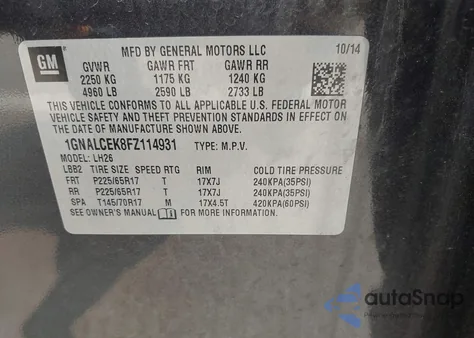 GM
MFD BY GENERAL MOTORS LLC 10/14
GVWR GAWR FRT GAWR RR
2250 KG 1175 KG 1240 KG
4960 LB 2590 LB 2733 LB
THIS VEHICLE CONFORMS TO ALL APPLICABLE U.S. FEDERAL MOTOR
VEHICLE SAFETY AND THEFT PREVENTION STANDARDS IN EFFECT ON
THE DATE OF MANUFACTURE SHOWN ABOVE.
1GNALCEK8FZ114931 TYPE: M.P.V.
MODEL: LH26
LBB2 TIRE SIZE SPEED RTG RIM COLD TIRE PRESSURE
FRT P225/65R17 T 17X7J 240KPA(35PSI)
RR P225/65R17 T 17X7J 240KPA(35PSI)
SPA T145/70R17 M 17X4.5T 420KPA(60PSI)
SEE OWNER'S MANUAL FOR MORE INFORMATION.
autoSnap